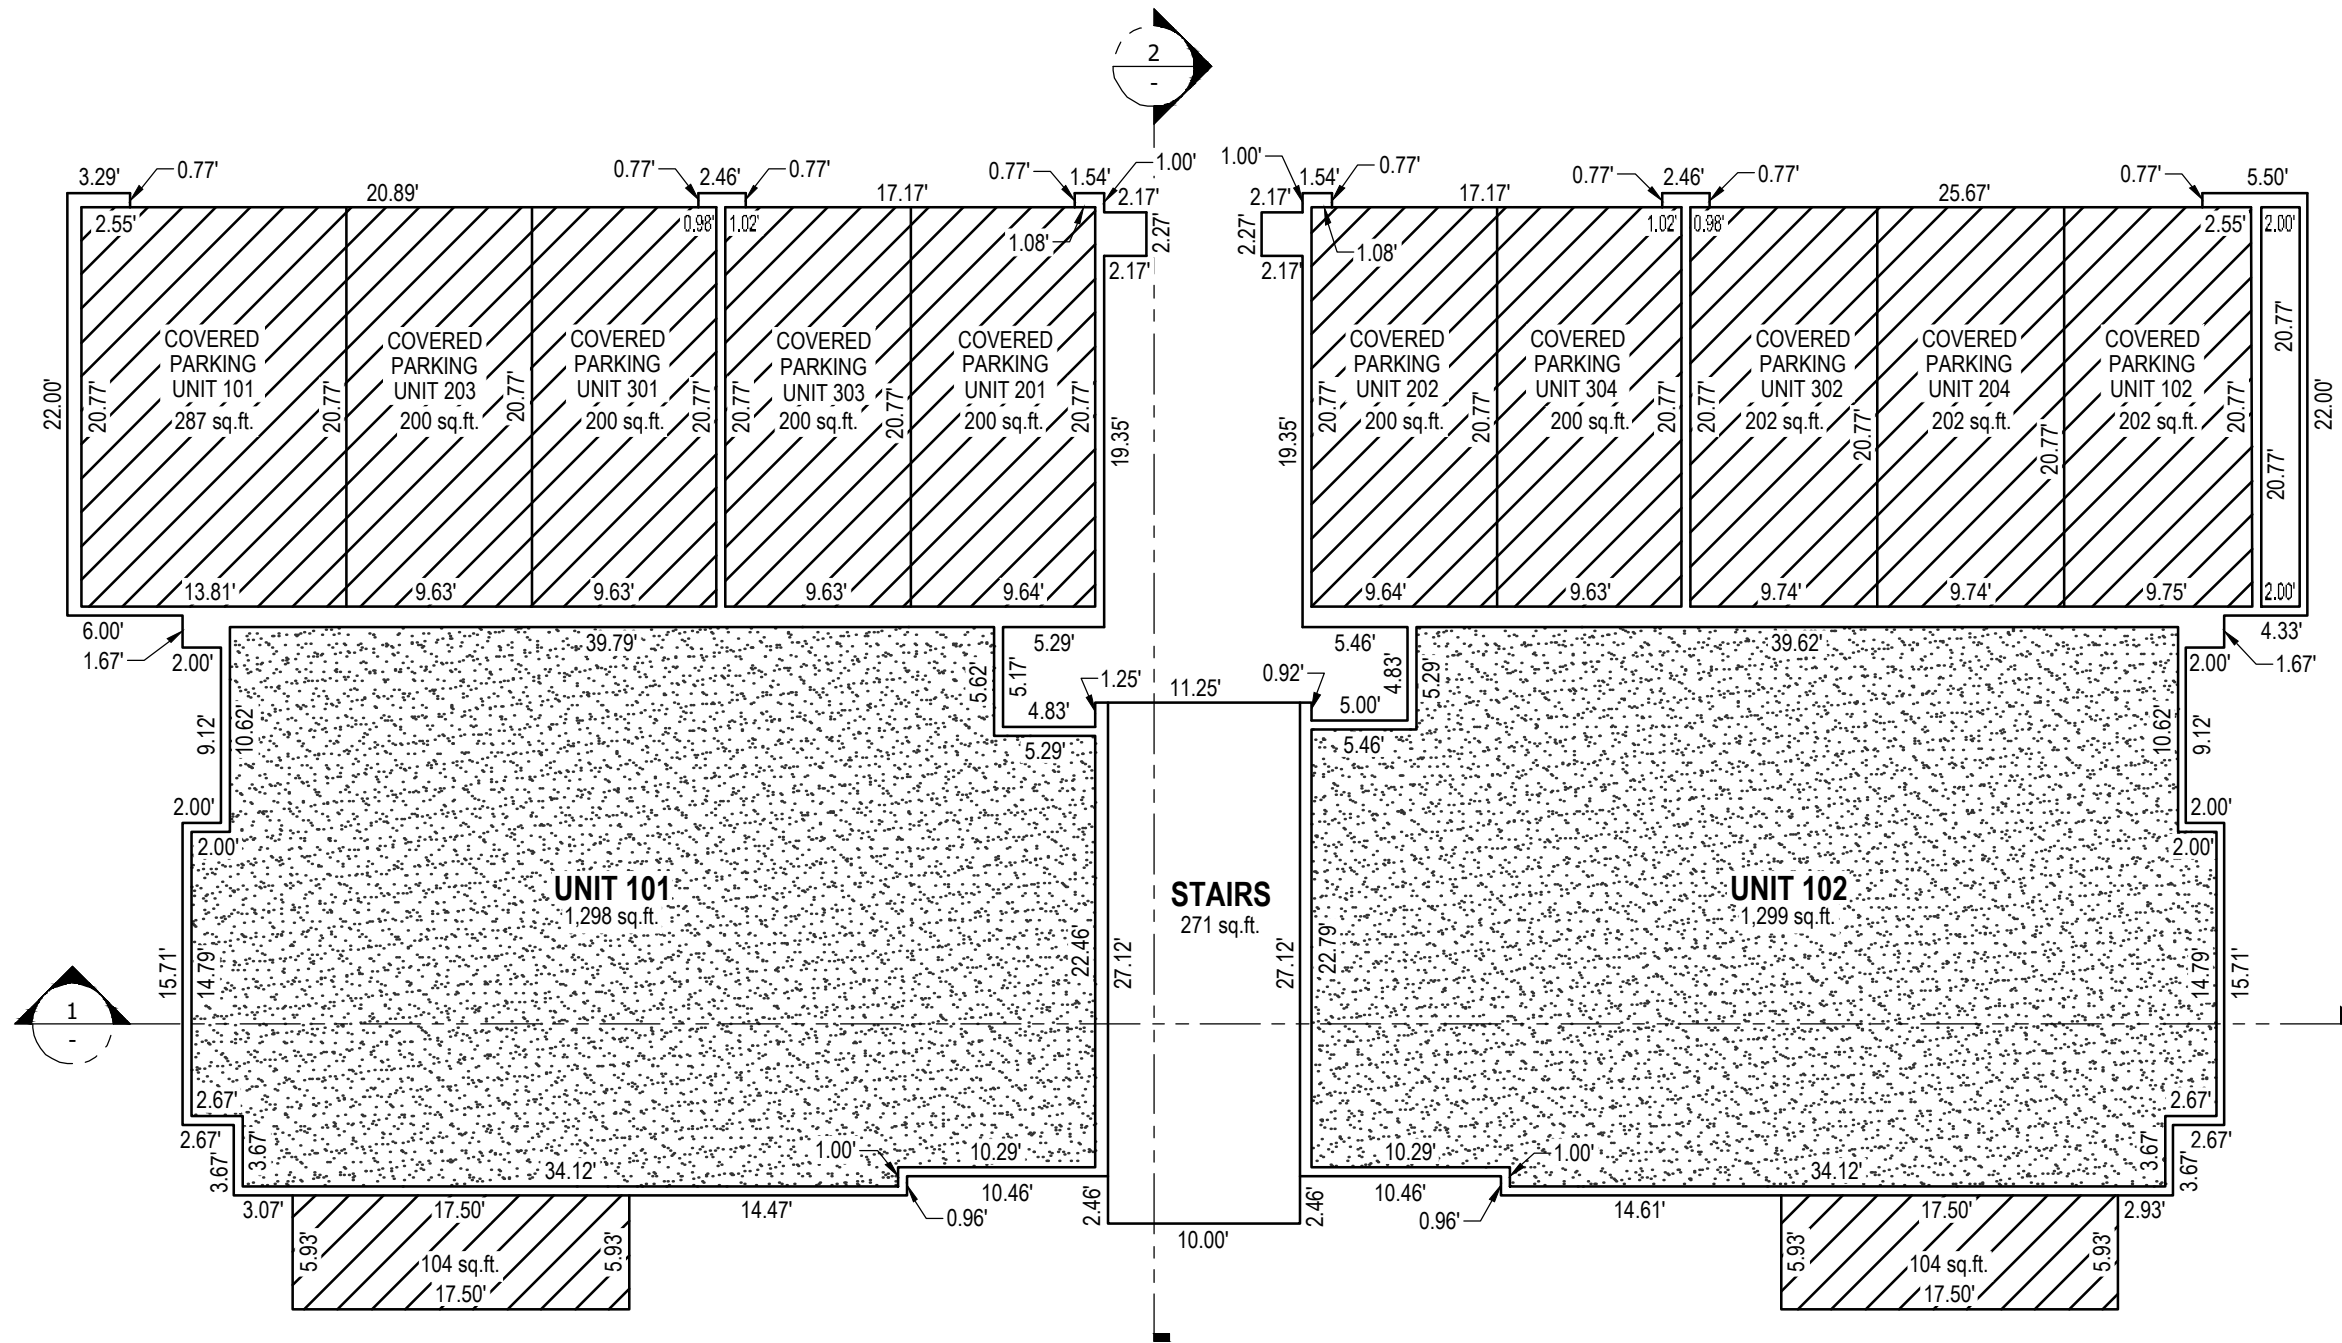 2
-
3.29'
0.77'
20.89'
0.77'
2.46'
0.77'
17.17'
0.77'
1.54'
1.00'
2.17'
1.00'
2.17'
1.54'
0.77'
17.17'
0.77'
2.46'
0.77'
25.67'
0.77'
5.50'
2.55'
0.98'
1.02'
1.08'
2.27'
2.17'
2.27'
2.17'
1.08'
1.02'
0.98'
2.55'
2.00'
COVERED
PARKING
UNIT 101
287 sq.ft.
COVERED
PARKING
UNIT 203
200 sq.ft.
COVERED
PARKING
UNIT 301
200 sq.ft.
COVERED
PARKING
UNIT 303
200 sq.ft.
COVERED
PARKING
UNIT 201
200 sq.ft.
COVERED
PARKING
UNIT 202
200 sq.ft.
COVERED
PARKING
UNIT 304
200 sq.ft.
COVERED
PARKING
UNIT 302
202 sq.ft.
COVERED
PARKING
UNIT 204
202 sq.ft.
COVERED
PARKING
UNIT 102
202 sq.ft.
22.00'
20.77'
20.77'
20.77'
20.77'
20.77'
20.77'
20.77'
19.35'
19.35'
20.77'
20.77'
20.77'
20.77'
20.77'
20.77'
20.77'
20.77'
20.77'
22.00'
13.81'
9.63'
9.63'
9.63'
9.64'
9.64'
9.63'
9.74'
9.74'
9.75'
2.00'
6.00'
1.67'
2.00'
39.79'
5.62'
5.17'
5.29'
4.83'
1.25'
11.25'
0.92'
5.46'
5.00'
4.83'
5.29'
39.62'
4.33'
2.00'
1.67'
5.29'
5.46'
9.12'
10.62'
10.62'
9.12'
2.00'
2.00'
2.00'
2.00'
UNIT 101
1,298 sq.ft.
STAIRS
271 sq.ft.
UNIT 102
1,299 sq.ft.
15.71'
14.79'
22.46'
27.12'
27.12'
22.79'
14.79'
15.71'
1
-
2.67'
2.67'
3.67'
3.67'
34.12'
1.00'
10.29'
10.29'
1.00'
34.12'
2.67'
2.67'
3.67'
3.67'
3.07'
17.50'
14.47'
0.96'
10.46'
2.46'
10.00'
2.46'
10.46'
0.96'
14.61'
17.50'
2.93'
5.93'
104 sq.ft.
5.93'
17.50'
5.93'
104 sq.ft.
5.93'
17.50'